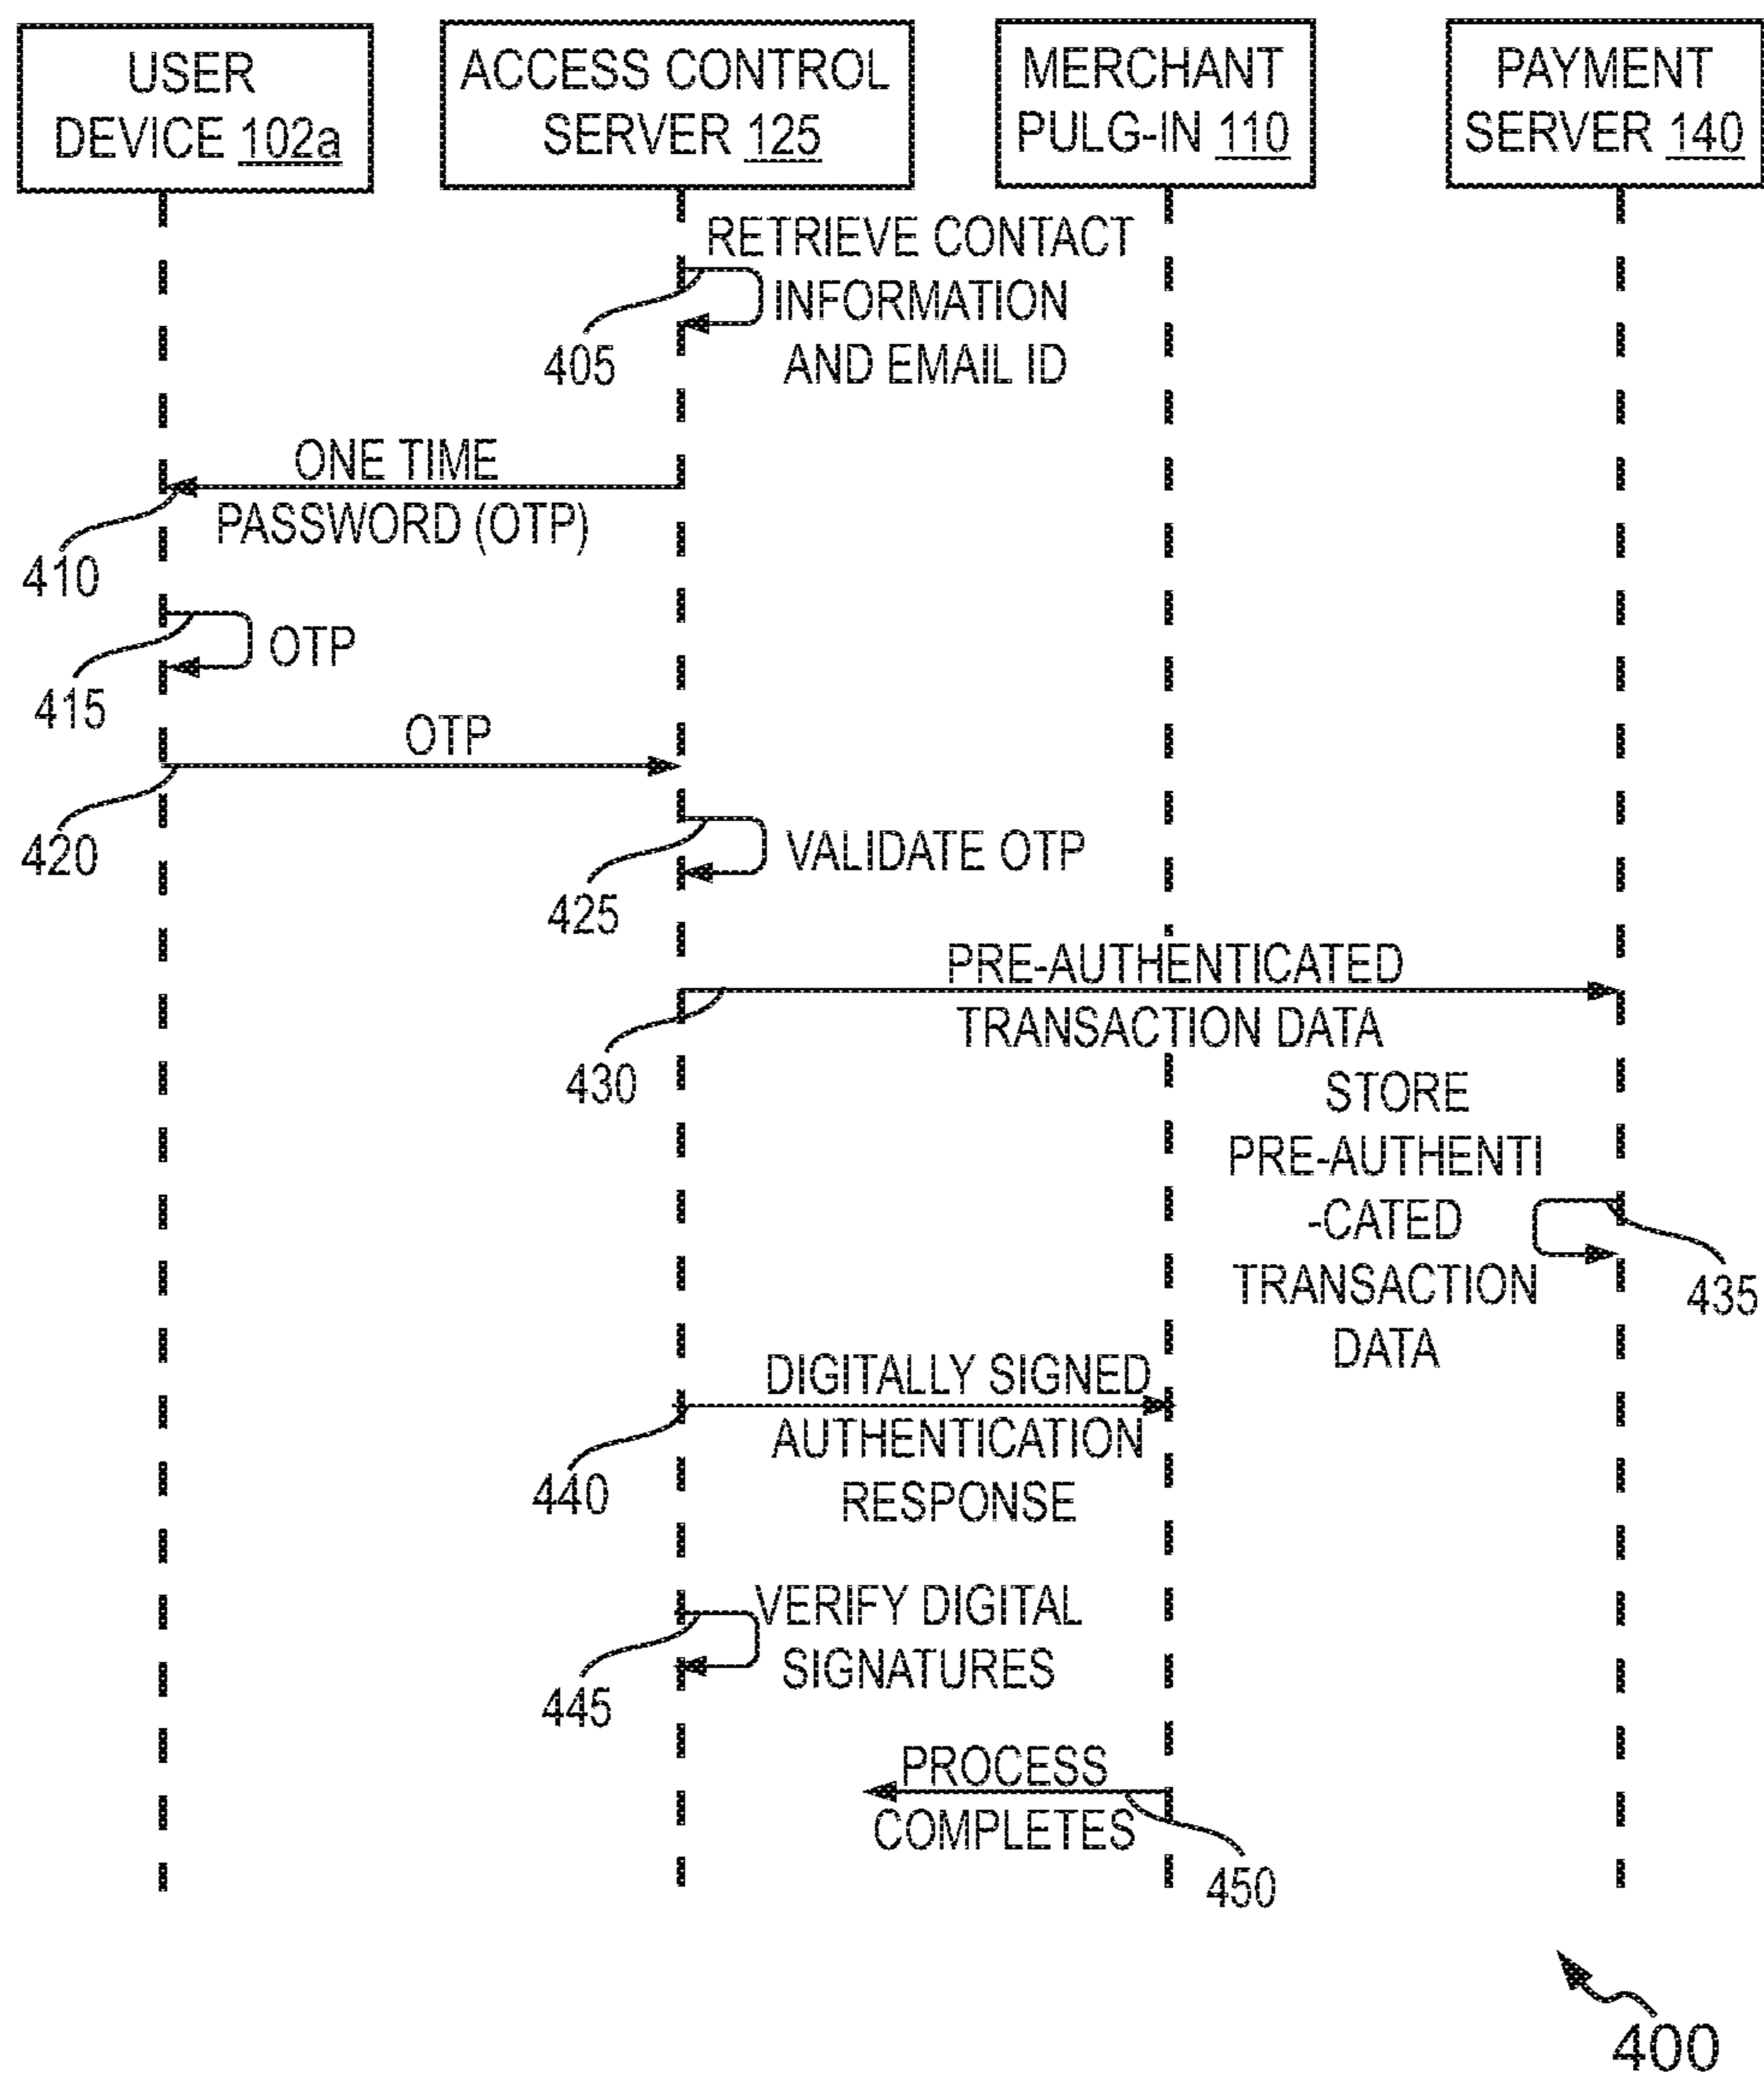 USER
DEVICE 102a
ACCESS CONTROL
SERVER 125
MERCHANT
PULG-IN 110
PAYMENT
SERVER 140
RETRIEVE CONTACT
INFORMATION
AND EMAIL ID
405
ONE TIME
PASSWORD (OTP)
410
OTP
415
OTP
420
VALIDATE OTP
425
PRE-AUTHENTICATED
TRANSACTION DATA
430
STORE
PRE-AUTHENTI
-CATED
TRANSACTION
DATA
435
DIGITALLY SIGNED
AUTHENTICATION
RESPONSE
440
VERIFY DIGITAL
SIGNATURES
445
PROCESS
COMPLETES
450
400